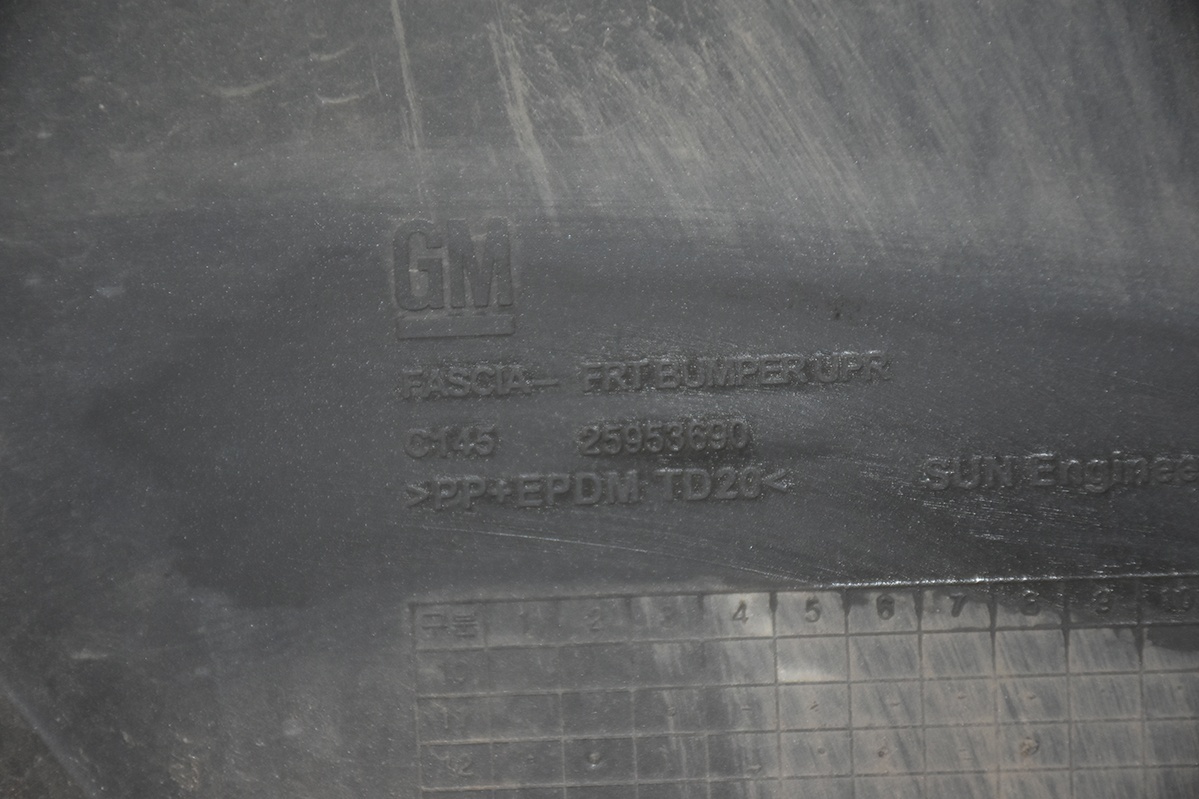 GM
FASCIA— FRT BUMPER UPR
C145 25953690
>PP+EPDM TD20<
SUN Enginee
구분 1 2 3 4 5 6 7 8 9 10